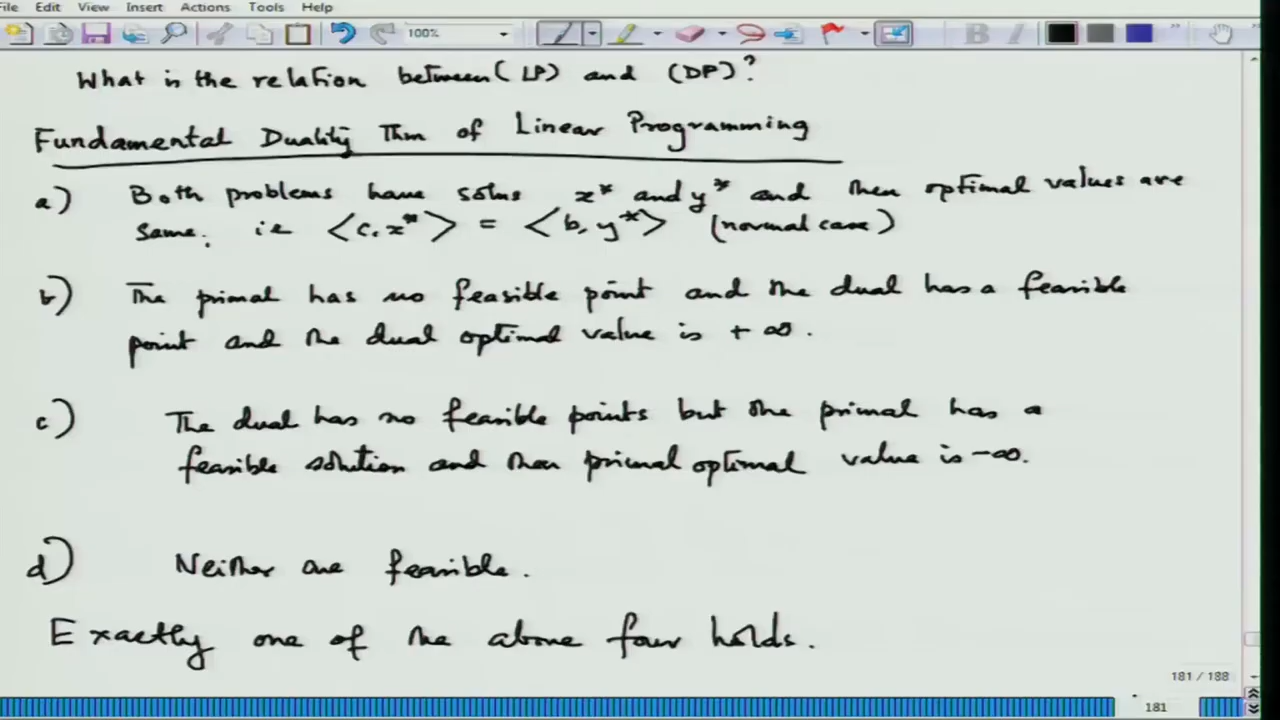 File Edit View Insert Actions Tools Help
100%
What is the relation between (LP) and (DP)?
Fundamental Duality Thm of Linear Programming
a) Both problems have solns x* and y* and then optimal values are
same. ie <c, x*> = <b, y*> (normal case)
b) The primal has no feasible point and the dual has a feasible
point and the dual optimal value is +∞.
c) The dual has no feasible points but the primal has a
feasible solution and then primal optimal value is -∞.
d) Neither are feasible.
Exactly one of the above four holds.
181 / 188
181